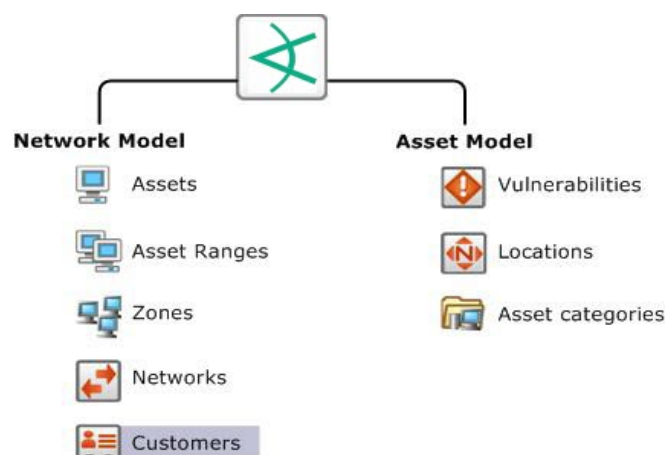 Network Model
Assets
Asset Ranges
Zones
Networks
Customers
Asset Model
Vulnerabilities
Locations
Asset categories